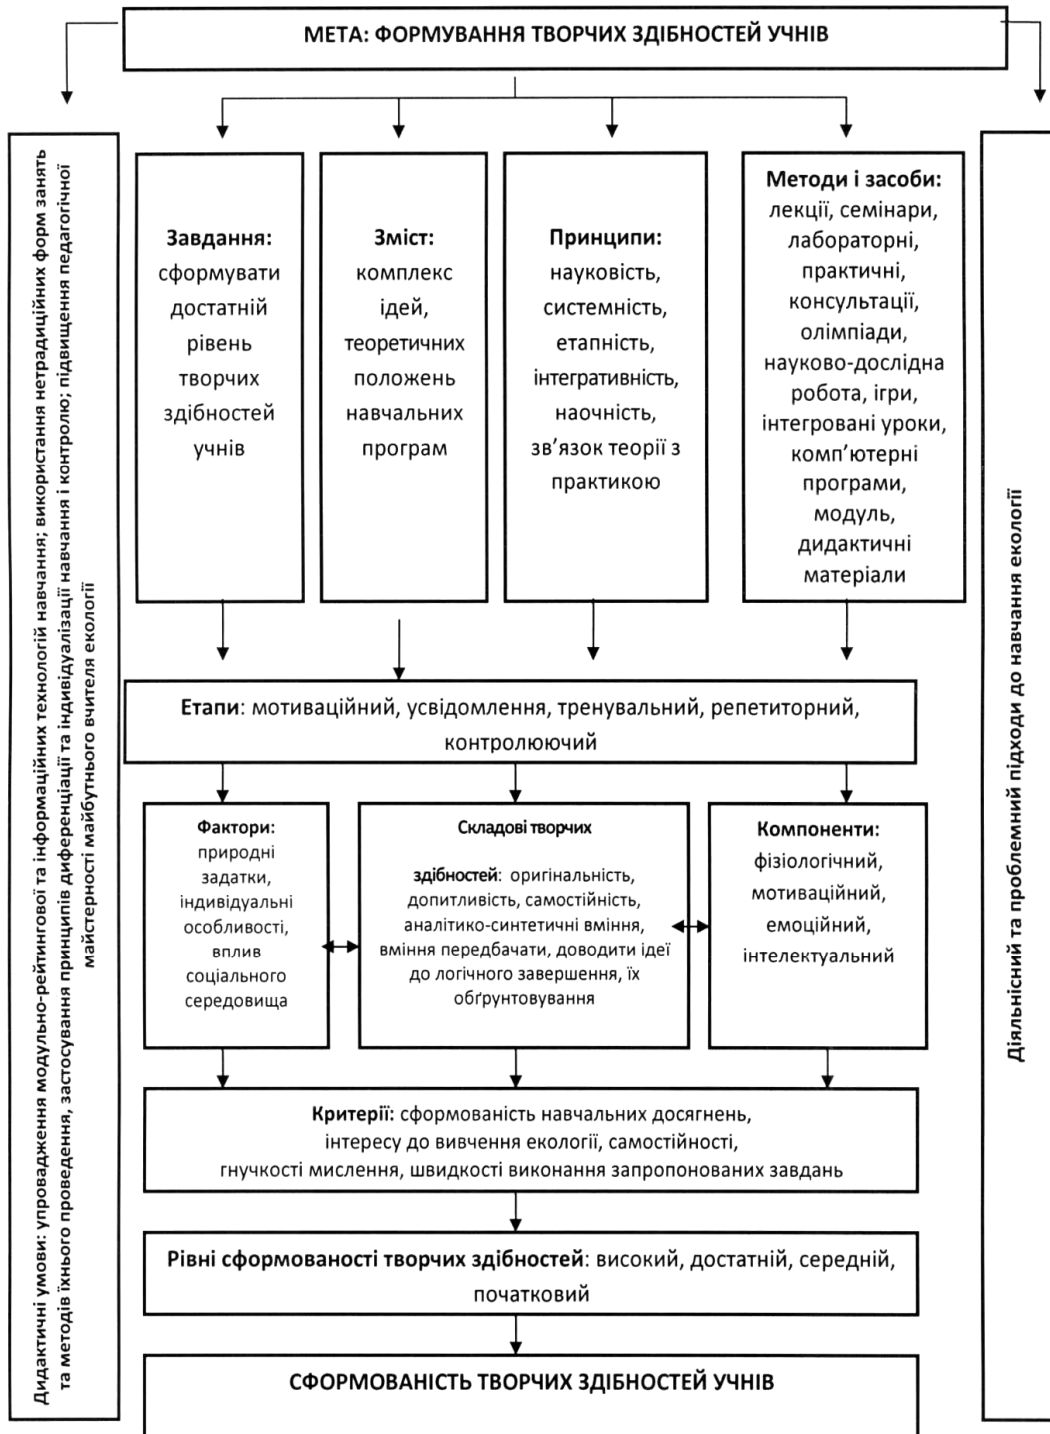 МЕТА: ФОРМУВАННЯ ТВОРЧИХ ЗДІБНОСТЕЙ УЧНІВ
Дидактичні умови: упровадження модульно-рейтингової та інформаційних технологій навчання; використання нетрадиційних форм занять
та методів їхнього проведення, застосування принципів диференціації та індивідуалізації навчання і контролю; підвищення педагогічної
майстерності майбутнього вчителя екології
Завдання:
сформувати
достатній
рівень
творчих
здібностей
учнів
Зміст:
комплекс
ідей,
теоретичних
положень
навчальних
програм
Принципи:
науковість,
системність,
етапність,
інтегративність,
наочність,
зв’язок теорії з
практикою
Методи і засоби:
лекції, семінари,
лабораторні,
практичні,
консультації,
олімпіади,
науково-дослідна
робота, ігри,
інтегровані уроки,
комп’ютерні
програми,
модуль,
дидактичні
матеріали
Діяльнісний та проблемний підходи до навчання екології
Етапи: мотиваційний, усвідомлення, тренувальний, репетиторний,
контролюючий
Фактори:
природні
задатки,
індивідуальні
особливості,
вплив
соціального
середовища
Складові творчих
здібностей: оригінальність,
допитливість, самостійність,
аналітико-синтетичні вміння,
вміння передбачати, доводити ідеї
до логічного завершення, їх
обґрунтовування
Компоненти:
фізіологічний,
мотиваційний,
емоційний,
інтелектуальний
Критерії: сформованість навчальних досягнень,
інтересу до вивчення екології, самостійності,
гнучкості мислення, швидкості виконання запропонованих завдань
Рівні сформованості творчих здібностей: високий, достатній, середній,
початковий
СФОРМОВАНІСТЬ ТВОРЧИХ ЗДІБНОСТЕЙ УЧНІВ